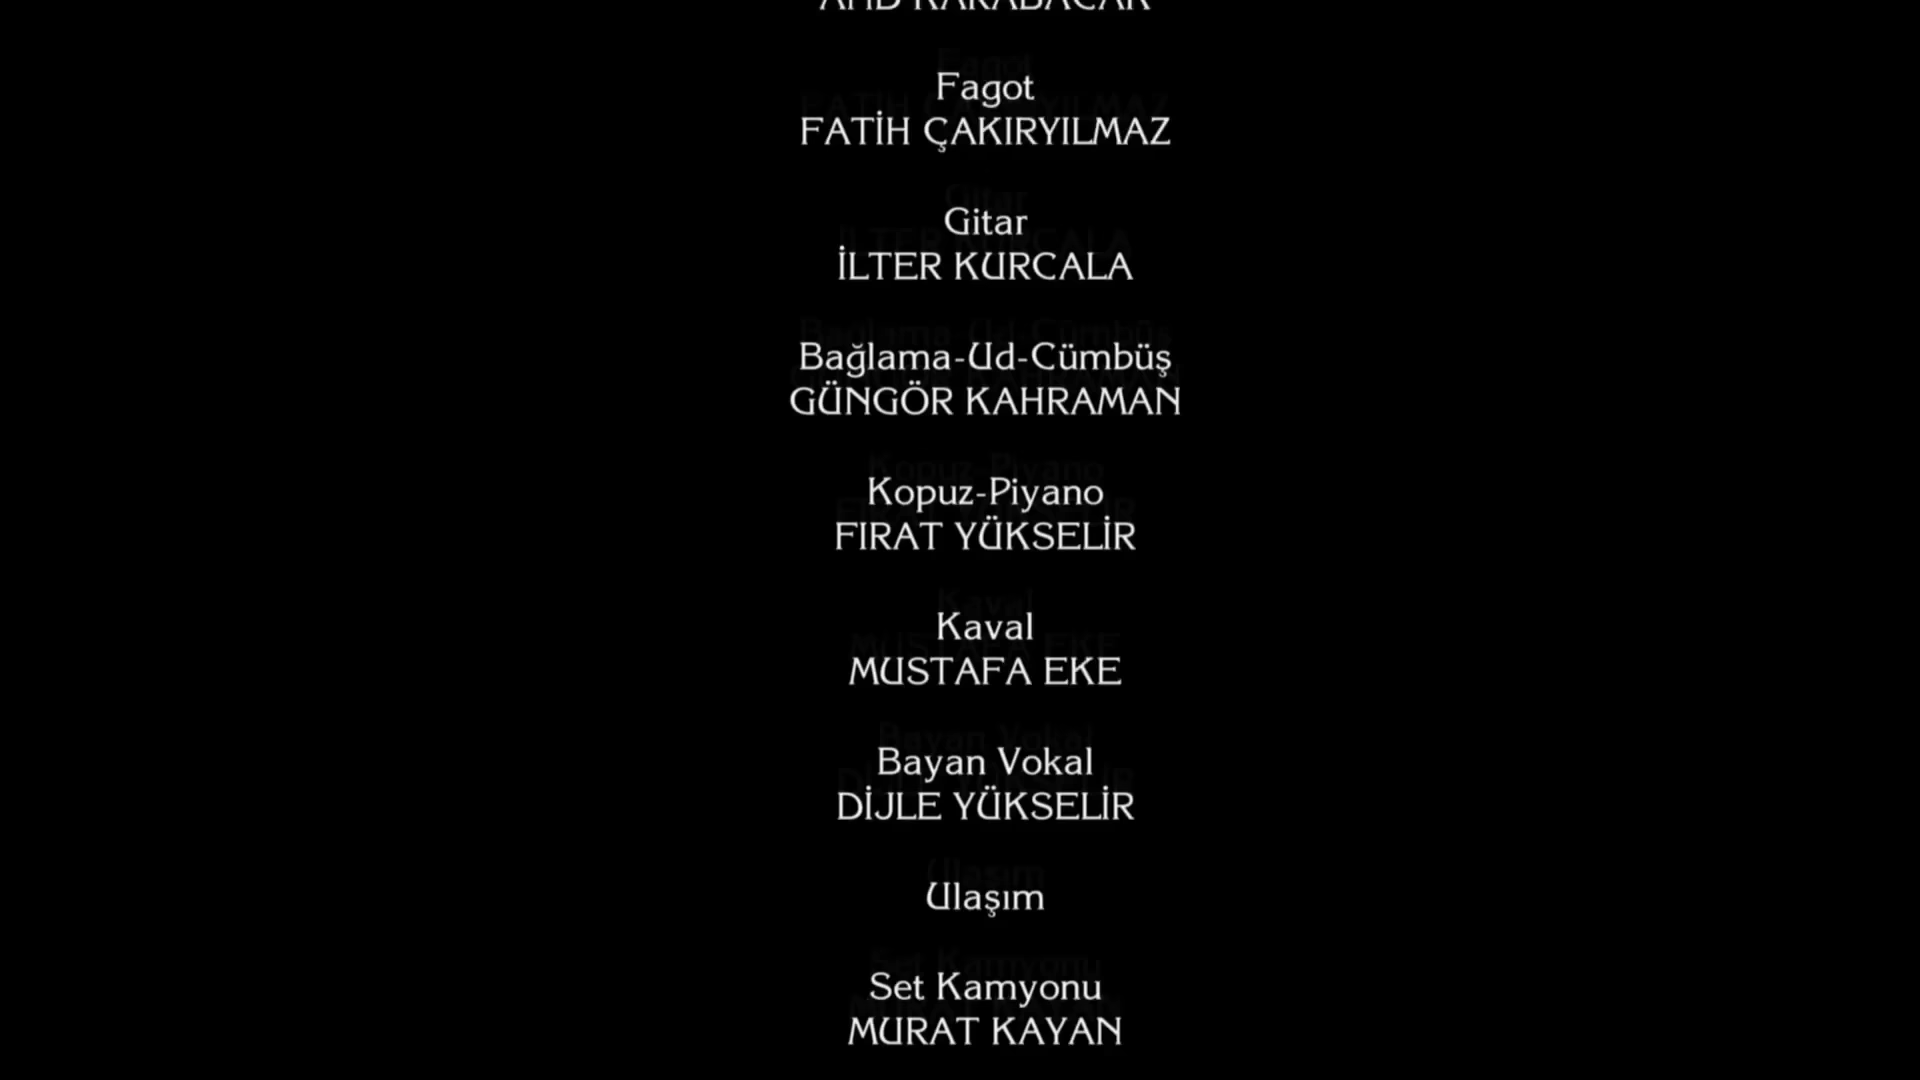 Fagot
FATİH ÇAKIRYILMAZ
Gitar
İLTER KURCALA
Bağlama-Ud-Cümbüş
GÜNGÖR KAHRAMAN
Kopuz-Piyano
FIRAT YÜKSELİR
Kaval
MUSTAFA EKE
Bayan Vokal
DİJLE YÜKSELİR
Ulaşım
Set Kamyonu
MURAT KAYAN